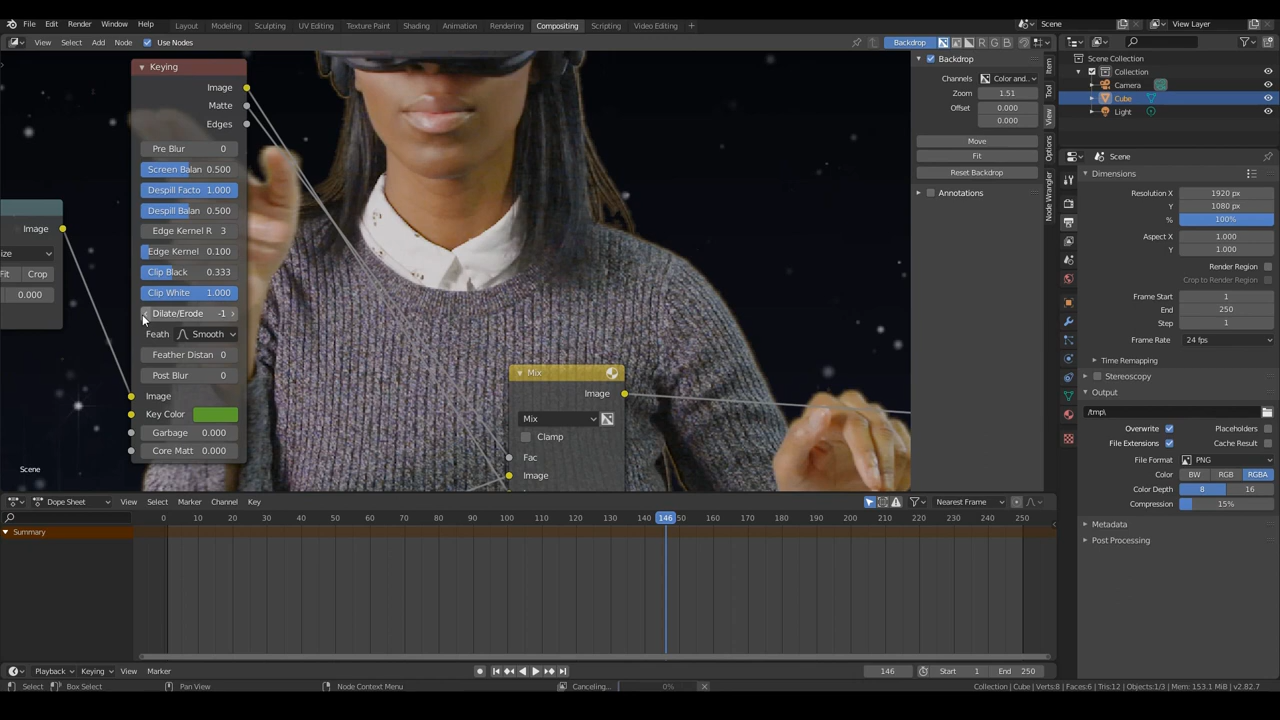 File Edit Render Window Help Layout Modeling Sculpting UV Editing Texture Paint Shading Animation Rendering Compositing Scripting Video Editing + Scene View Layer
View Select Add Node Use Nodes Backdrop R G B
Keying
Image
Matte
Edges
Pre Blur 0
Screen Balan 0.500
Despill Facto 1.000
Despill Balan 0.500
Edge Kernel R 3
Edge Kernel 0.100
Clip Black 0.333
Clip White 1.000
Dilate/Erode -1
Feath Smooth
Feather Distan 0
Post Blur 0
Image
Key Color
Garbage 0.000
Core Matt 0.000
Image
ize
Fit Crop
0.000
Scene
Mix
Image
Mix
Clamp
Fac
Image
Backdrop
Channels Color and..
Zoom 1.51
Offset 0.000
0.000
Move
Fit
Reset Backdrop
Annotations
Item
Tool
View
Options
Node Wrangler
Scene Collection
Collection
Camera
Cube
Light
Scene
Dimensions
Resolution X 1920 px
Y 1080 px
% 100%
Aspect X 1.000
Y 1.000
Render Region
Crop to Render Region
Frame Start 1
End 250
Step 1
Frame Rate 24 fps
Time Remapping
Stereoscopy
Output
/tmp\
Overwrite Placeholders
File Extensions Cache Result
File Format PNG
Color BW RGB RGBA
Color Depth 8 16
Compression 15%
Metadata
Post Processing
Dope Sheet View Select Marker Channel Key Nearest Frame
0 10 20 30 40 50 60 70 80 90 100 110 120 130 140 146 50 160 170 180 190 200 210 220 230 240 250
Summary
Playback Keying View Marker 146 Start 1 End 250
Select Box Select Pan View Node Context Menu Canceling... 0% Collection | Cube | Verts:8 | Faces:6 | Tris:12 | Objects:1/3 | Mem: 153.1 MiB | v2.82.7